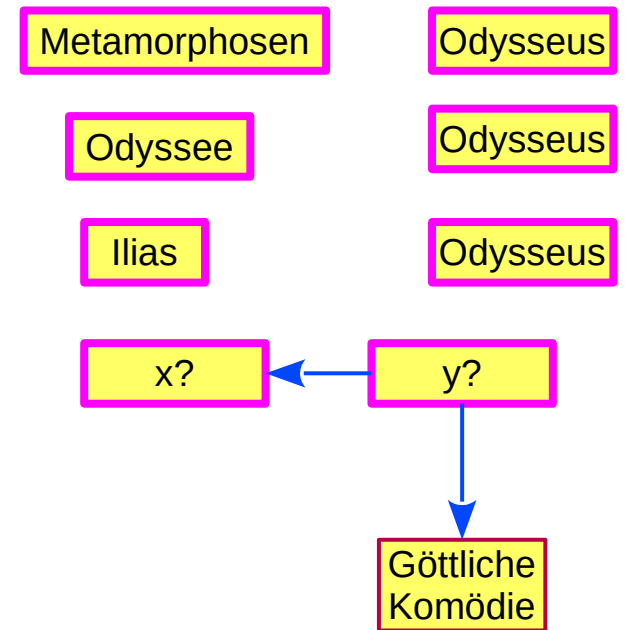 Metamorphosen
Odysseus
Odyssee
Odysseus
Ilias
Odysseus
x?
y?
Göttliche
Komödie